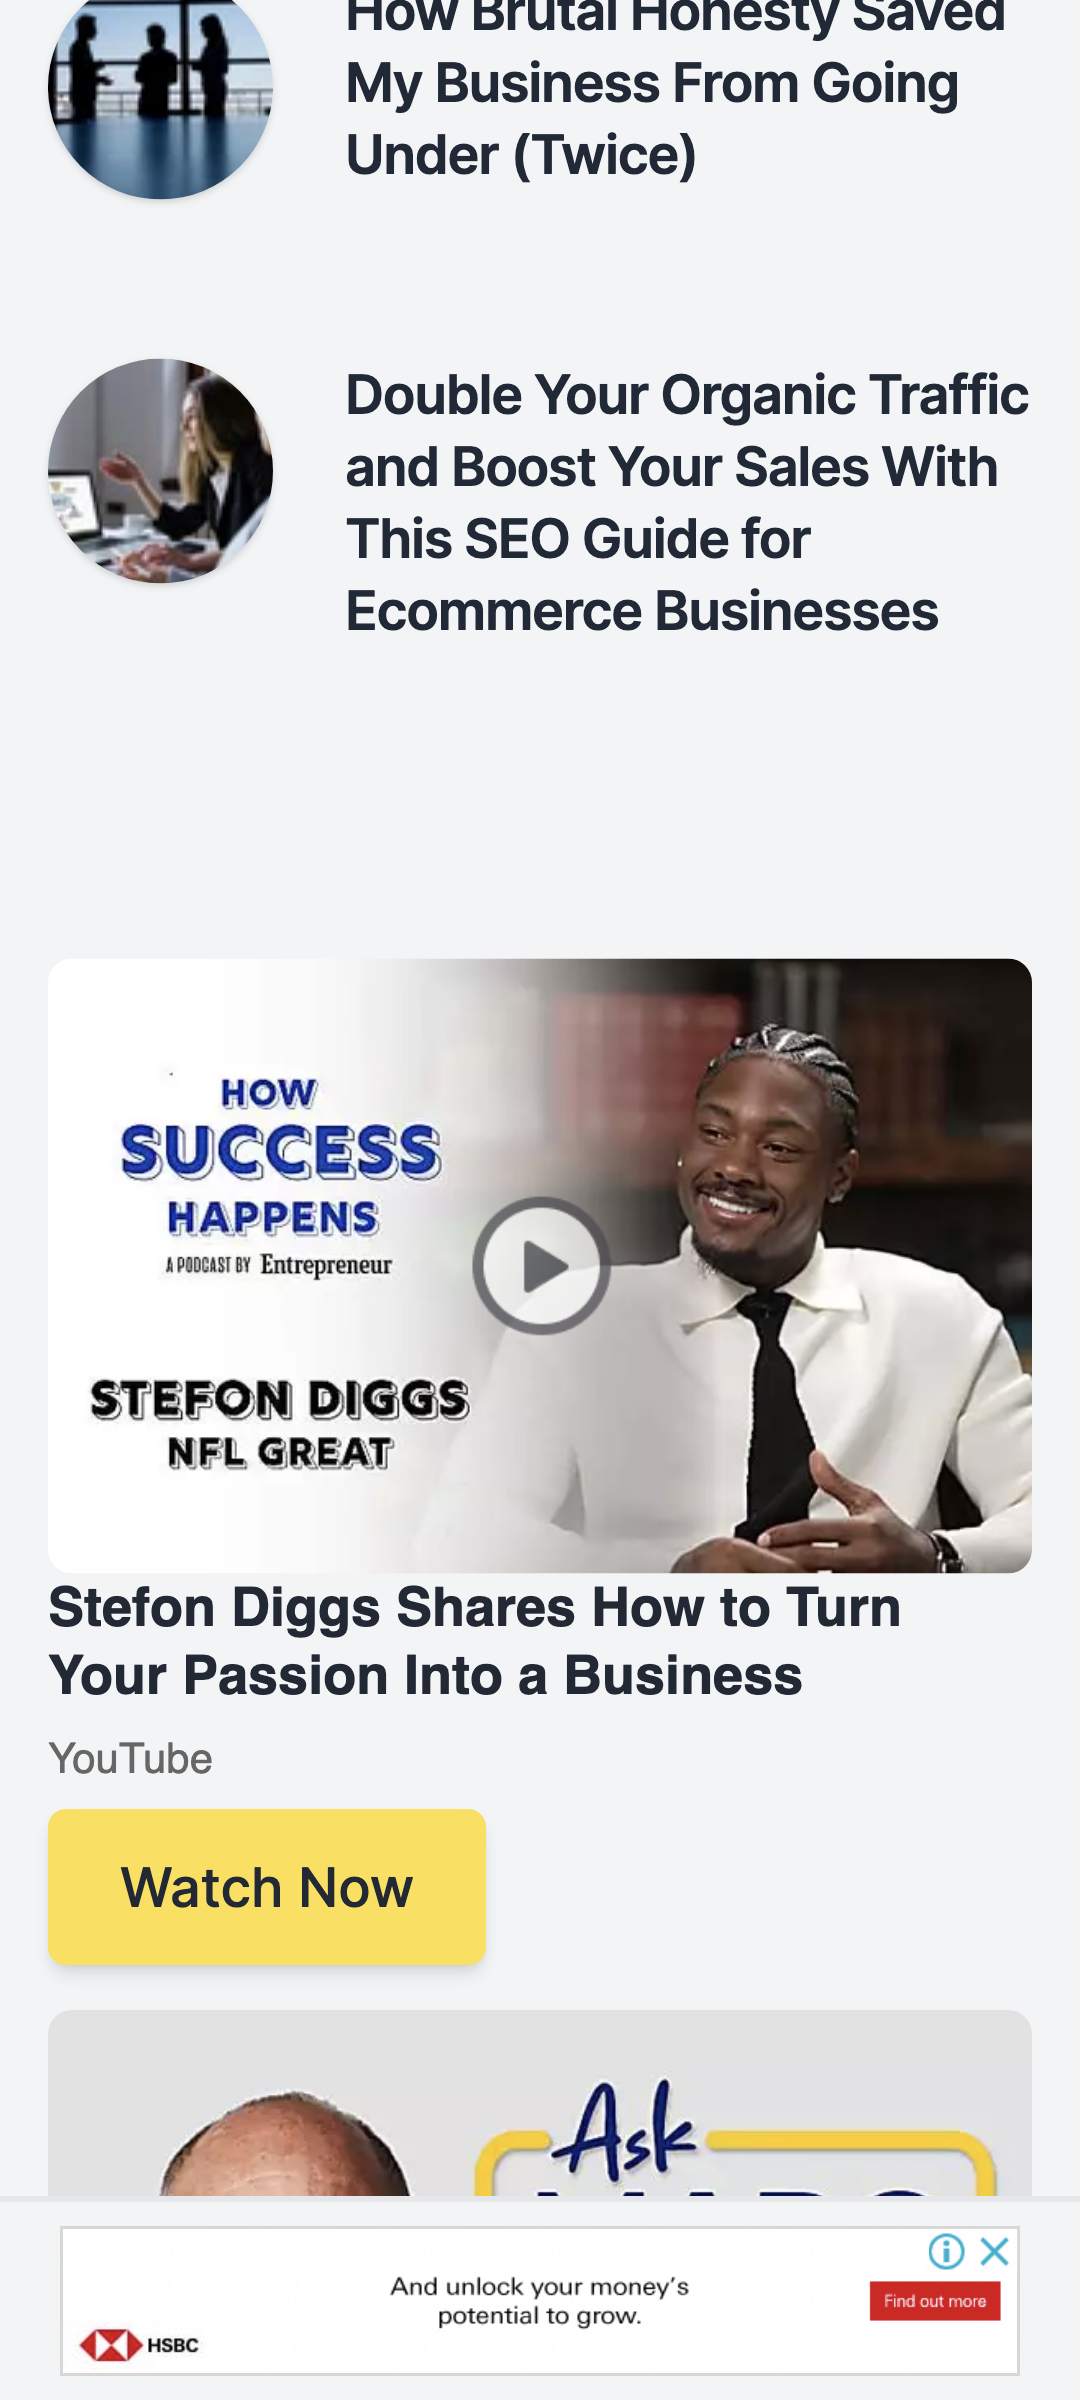 How Brutal Honesty Saved
My Business From Going
Under (Twice)
Double Your Organic Traffic
and Boost Your Sales With
This SEO Guide for
Ecommerce Businesses
HOW
SUCCESS
HAPPENS
A PODCAST BY Entrepreneur
STEFON DIGGS
NFL GREAT
Stefon Diggs Shares How to Turn
Your Passion Into a Business
YouTube
Watch Now
Ask
And unlock your money's
potential to grow.
Find out more
HSBC